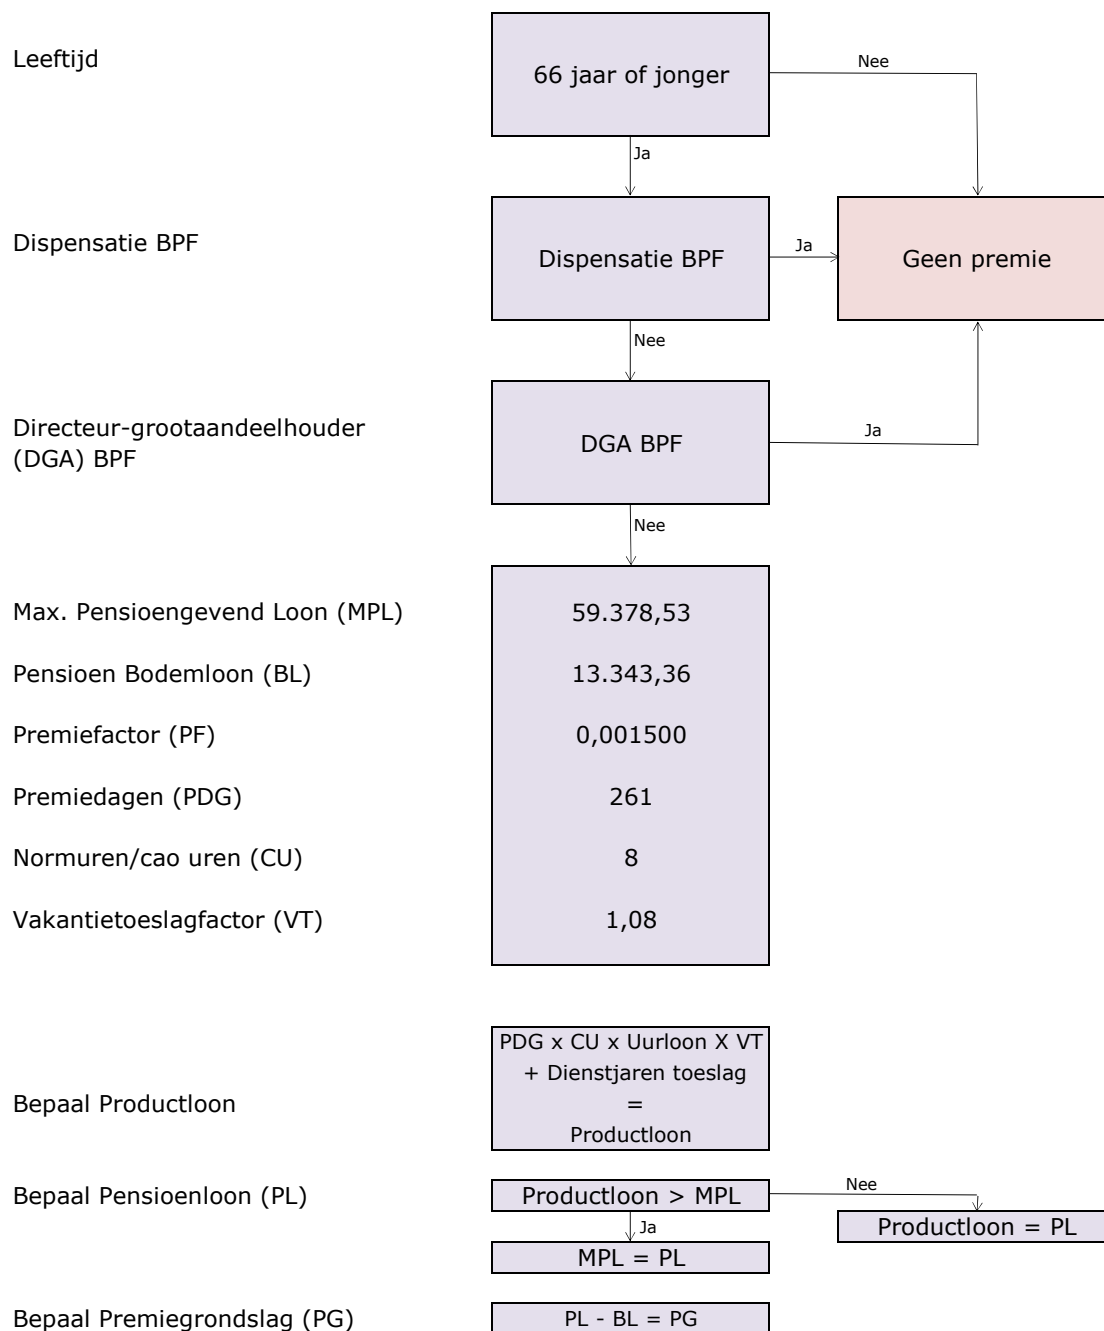 Leeftijd
66 jaar of jonger
Nee
Ja
Dispensatie BPF
Dispensatie BPF
Ja
Geen premie
Nee
Directeur-grootaandeelhouder
(DGA) BPF
DGA BPF
Ja
Nee
Max. Pensioengevend Loon (MPL)
59.378,53
Pensioen Bodemloon (BL)
13.343,36
Premiefactor (PF)
0,001500
Premiedagen (PDG)
261
Normuren/cao uren (CU)
8
Vakantietoeslagfactor (VT)
1,08
Bepaal Productloon
PDG x CU x Uurloon X VT
+ Dienstjaren toeslag
=
Productloon
Bepaal Pensioenloon (PL)
Productloon > MPL
Nee
Productloon = PL
Ja
MPL = PL
Bepaal Premiegrondslag (PG)
PL - BL = PG